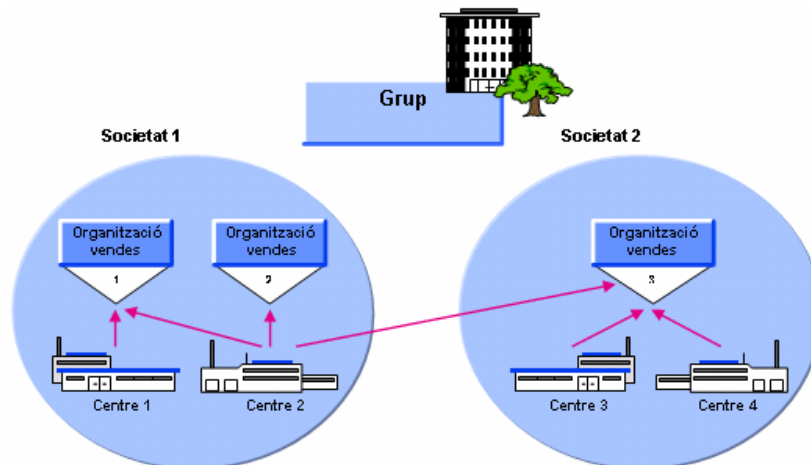 Grup
Societat 1
Societat 2
Organització
vendes
1
Organització
vendes
2
Organització
vendes
3
Centre 1
Centre 2
Centre 3
Centre 4